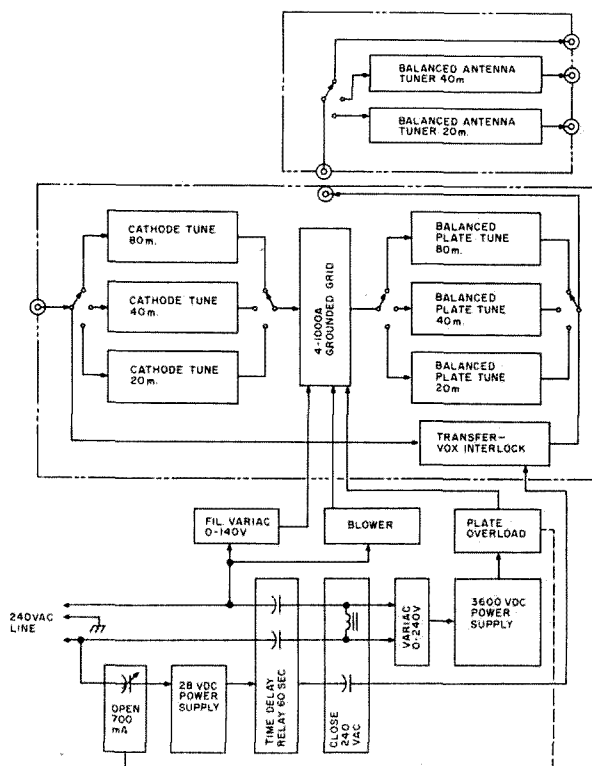 BALANCED ANTENNA
TUNER 40m
BALANCED ANTENNA
TUNER 20m.
CATHODE TUNE
80m.
CATHODE TUNE
40m.
CATHODE TUNE
20m.
4-1000A
GROUNDED GRID
BALANCED
PLATE TUNE
80m.
BALANCED
PLATE TUNE
40m.
BALANCED
PLATE TUNE
20m
TRANSFER-
VOX INTERLOCK
FIL. VARIAC
0-140V
BLOWER
PLATE
OVERLOAD
240VAC
LINE
VARIAC
0-240V
3600 VDC
POWER
SUPPLY
OPEN
700
mA
28 VDC
POWER
SUPPLY
TIME DELAY
RELAY 60 SEC
CLOSE
240
VAC